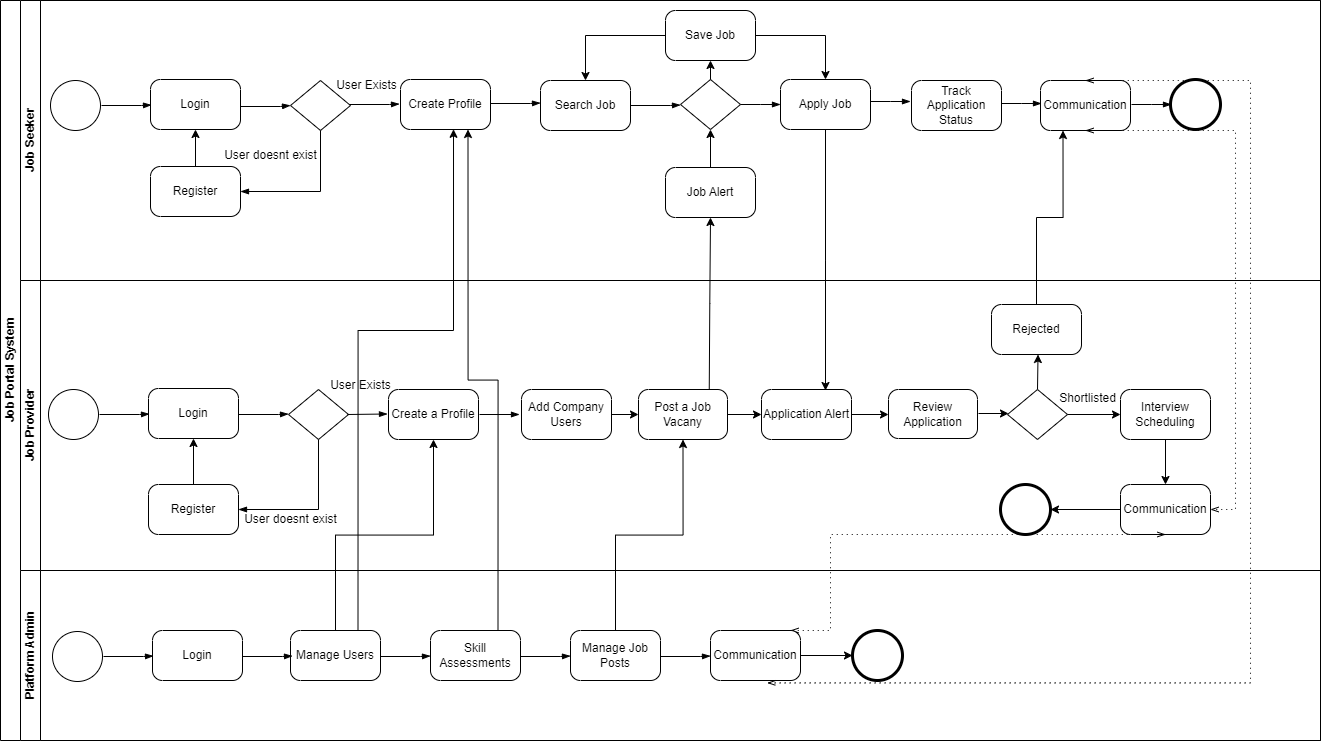 Job Portal System
Job Seeker
Save Job
User Exists
Login
Create Profile
Search Job
Apply Job
Track
Application
Status
Communication
User doesnt exist
Register
Job Alert
Job Provider
Rejected
User Exists
Login
Create a Profile
Add Company
Users
Post a Job
Vacancy
Application Alert
Review
Application
Shortlisted
Interview
Scheduling
Register
User doesnt exist
Communication
Platform Admin
Login
Manage Users
Skill
Assessments
Manage Job
Posts
Communication